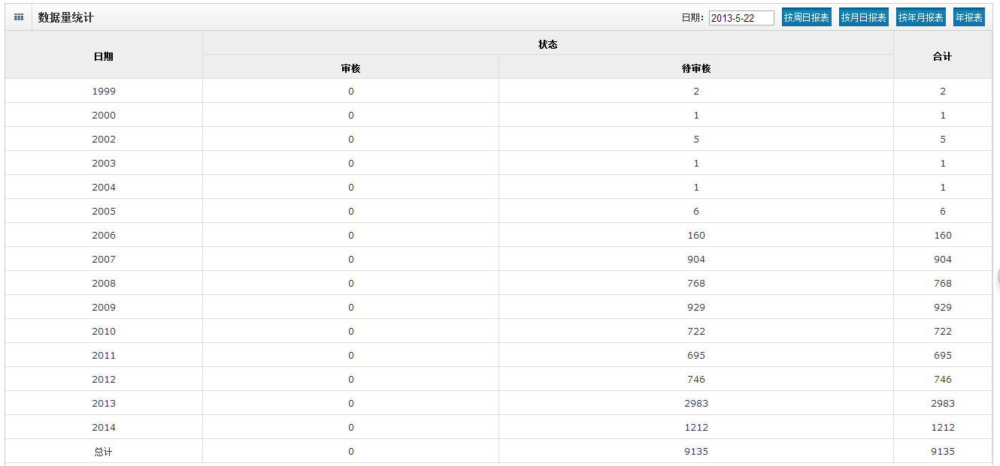 数据量统计 日期： 2013-5-22 按周日报表 按月日报表 按年月报表 年报表
日期 状态 合计
审核 待审核
1999 0 2 2
2000 0 1 1
2002 0 5 5
2003 0 1 1
2004 0 1 1
2005 0 6 6
2006 0 160 160
2007 0 904 904
2008 0 768 768
2009 0 929 929
2010 0 722 722
2011 0 695 695
2012 0 746 746
2013 0 2983 2983
2014 0 1212 1212
总计 0 9135 9135